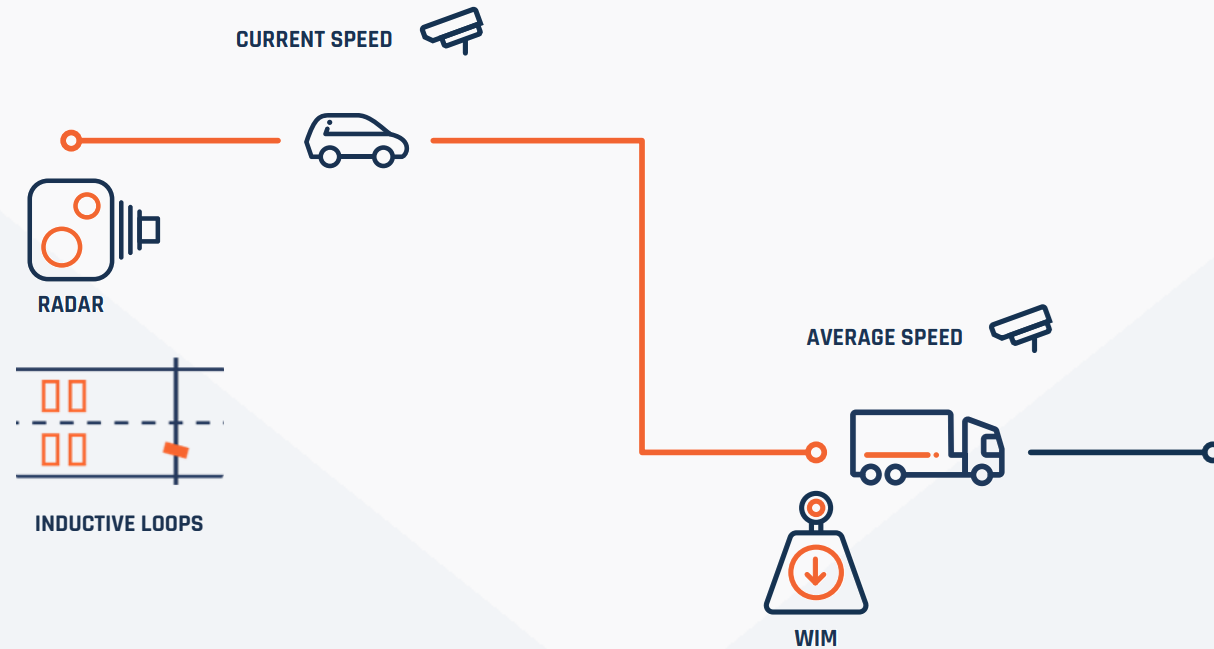 CURRENT SPEED
RADAR
AVERAGE SPEED
INDUCTIVE LOOPS
WIM